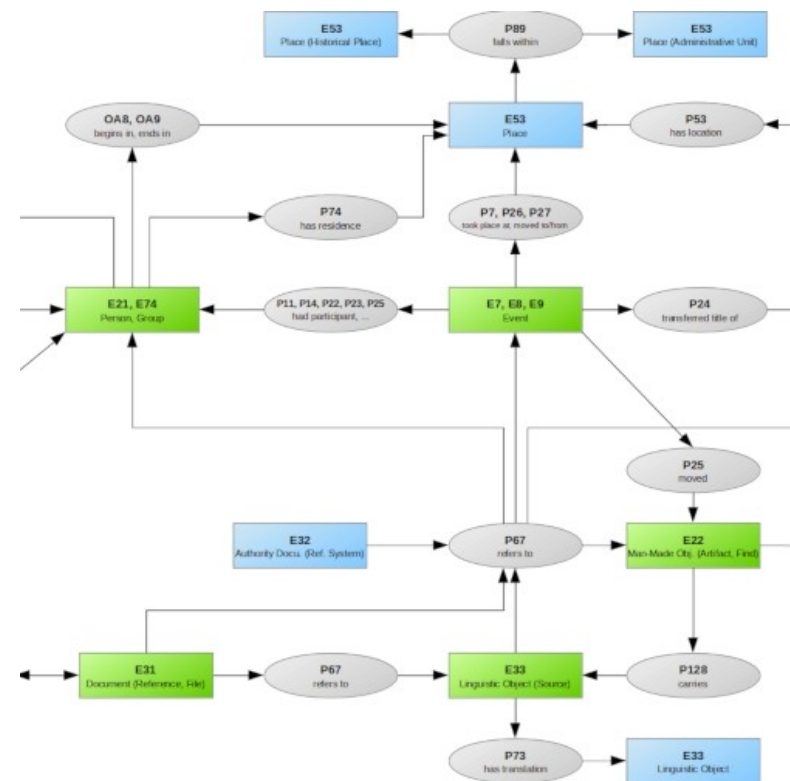 E53
Place (Historical Place)
P89
falls within
E53
Place (Administrative Unit)
OA8, OA9
begins in, ends in
E53
Place
P53
has location
P74
has residence
P7, P26, P27
took place at, moved to/from
E21, E74
Person, Group
P11, P14, P22, P23, P25
had participant, ...
E7, E8, E9
Event
P24
transferred title of
P25
moved
E32
Authority Docu. (Ref. System)
P67
refers to
E22
Man-Made Obj. (Artifact, Find)
E31
Document (Reference, File)
P67
refers to
E33
Linguistic Object (Source)
P128
carries
P73
has translation
E33
Linguistic Object